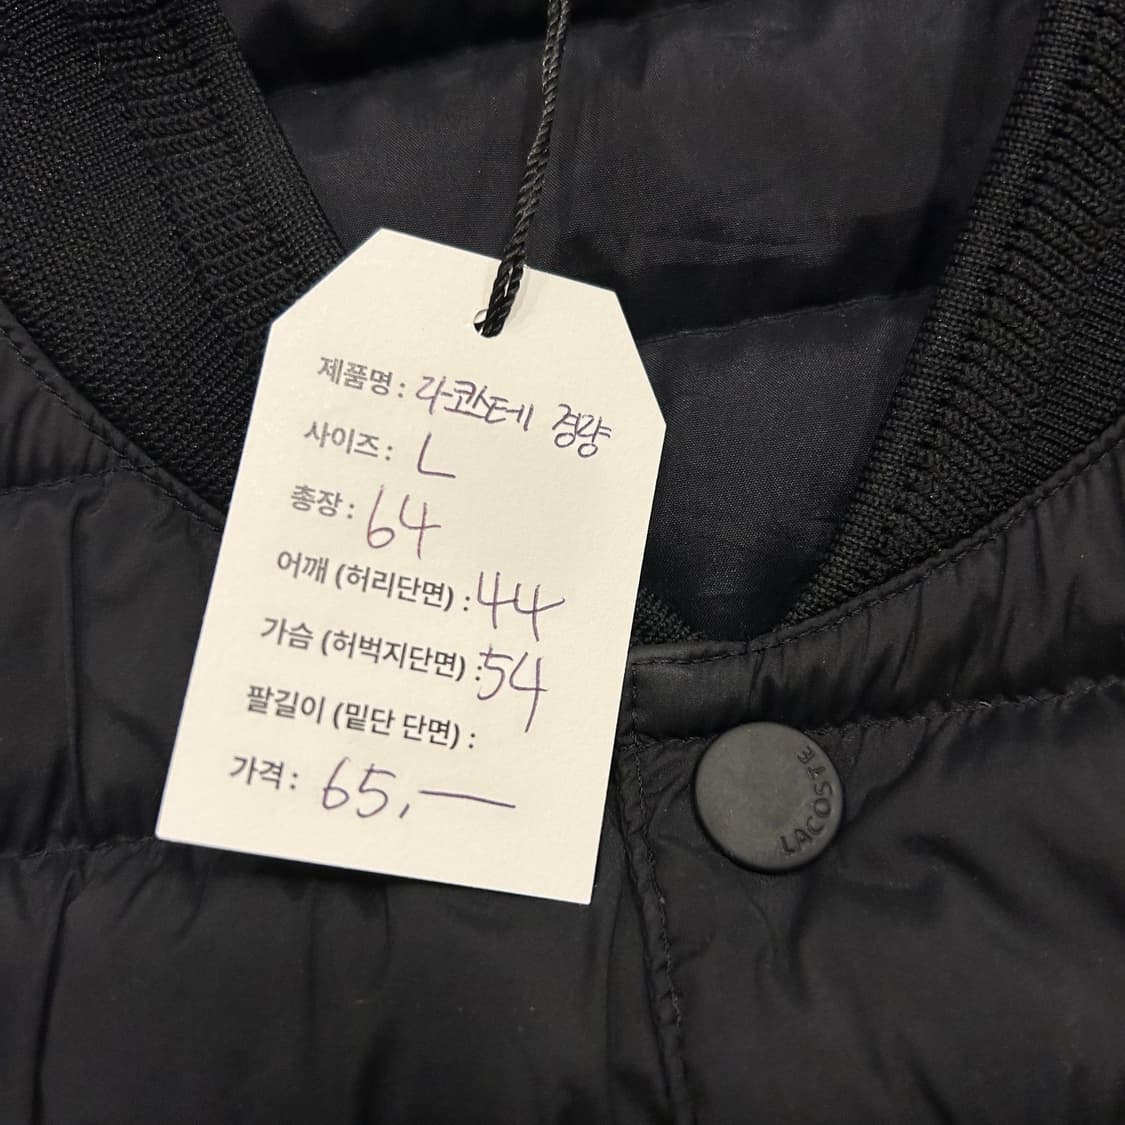 제품명 : 라코스테 경량
사이즈 : L
총장 : 64
어깨 (허리단면) : 44
가슴 (허벅지단면) : 54
팔길이 (밑단 단면) :
가격 : 65,—
LACOSTE